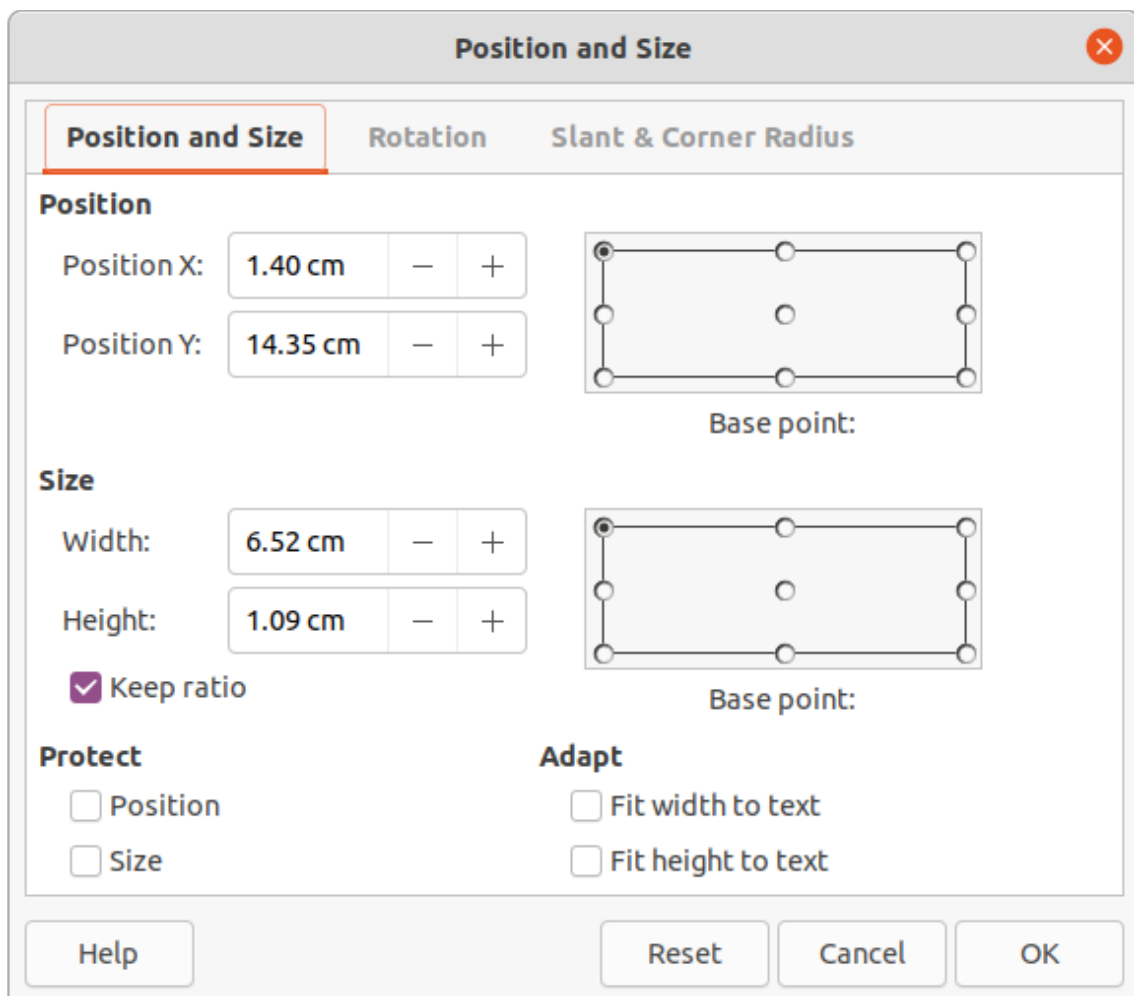 Position and Size
Position and Size Rotation Slant & Corner Radius
Position
Position X: 1.40 cm − +
Position Y: 14.35 cm − +
Base point:
Size
Width: 6.52 cm − +
Height: 1.09 cm − +
Keep ratio
Base point:
Protect Adapt
Position Fit width to text
Size Fit height to text
Help Reset Cancel OK